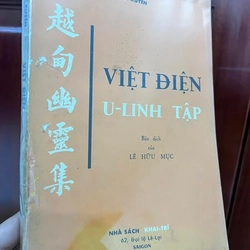 越甸幽靈集
VIỆT ĐIỆN
U-LINH TẬP
Bản dịch
của
LÊ HỮU MỤC
NHÀ SÁCH KHAI-TRÍ
62, Đại lộ Lê-Lợi
SAIGON